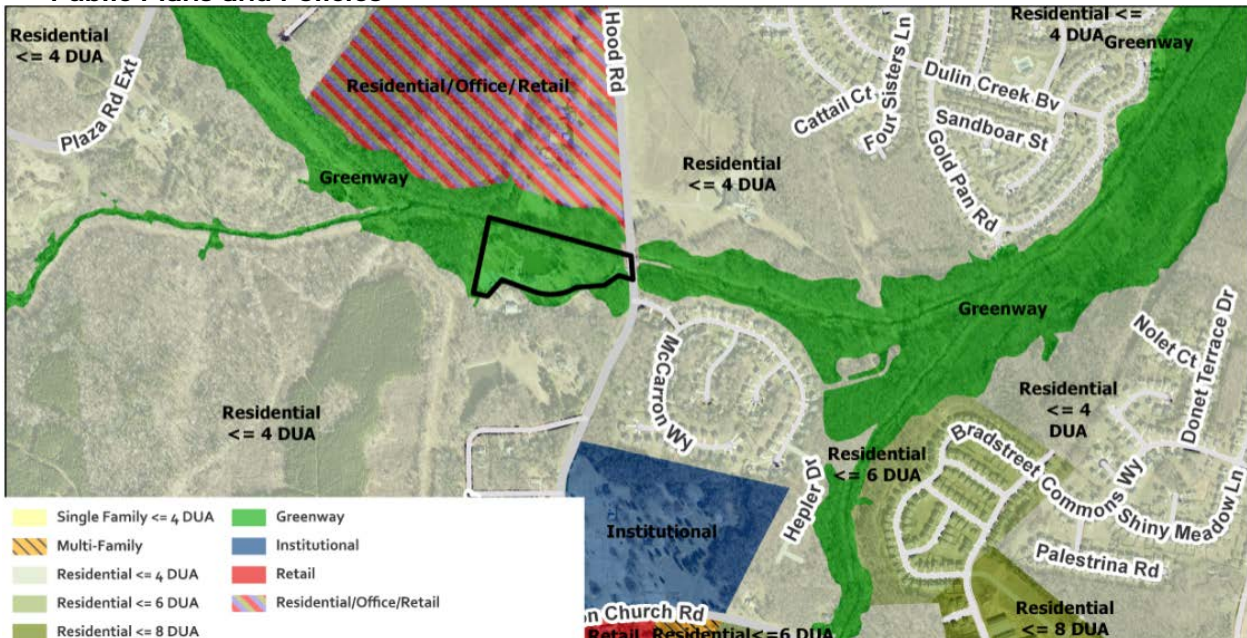 Public Plans and Policies
Residential
<= 4 DUA
Plaza Rd Ext
Residential/Office/Retail
Hood Rd
Greenway
Residential <=
4 DUA
Greenway
Dulin Creek Bv
Cattail Ct
Four Sisters Ln
Sandboar St
Gold Pan Rd
Residential
<= 4 DUA
Greenway
Nolet Ct
Donet Terrace Dr
McCarron Wy
Residential
<= 4 DUA
Residential
<= 4
DUA
Residential
<= 6 DUA
Bradstreet Commons Wy
Shiny Meadow Ln
Hepler Dr
Institutional
Palestrina Rd
on Church Rd
Retail
Residential<=6 DUA
Residential
<= 8 DUA
Single Family <= 4 DUA
Multi-Family
Residential <= 4 DUA
Residential <= 6 DUA
Residential <= 8 DUA
Greenway
Institutional
Retail
Residential/Office/Retail